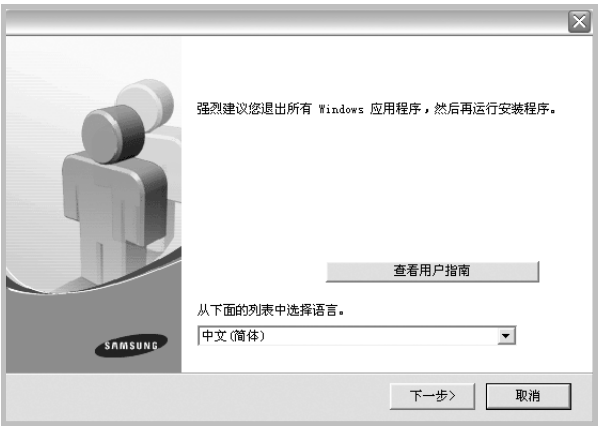 强烈建议您退出所有 Windows 应用程序，然后再运行安装程序。
查看用户指南
从下面的列表中选择语言。
中文(简体)
SAMSUNG
下一步>
取消